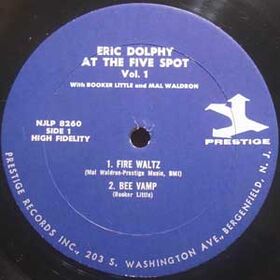 ERIC DOLPHY
AT THE FIVE SPOT
Vol. 1
With BOOKER LITTLE and MAL WALDRON
NJLP 8260
SIDE 1
HIGH FIDELITY
PRESTIGE
1. FIRE WALTZ
(Mal Waldron-Prestige Music, BMI)
2. BEE VAMP
(Booker Little)
PRESTIGE RECORDS INC., 203 S. WASHINGTON AVE., BERGENFIELD, N. J.